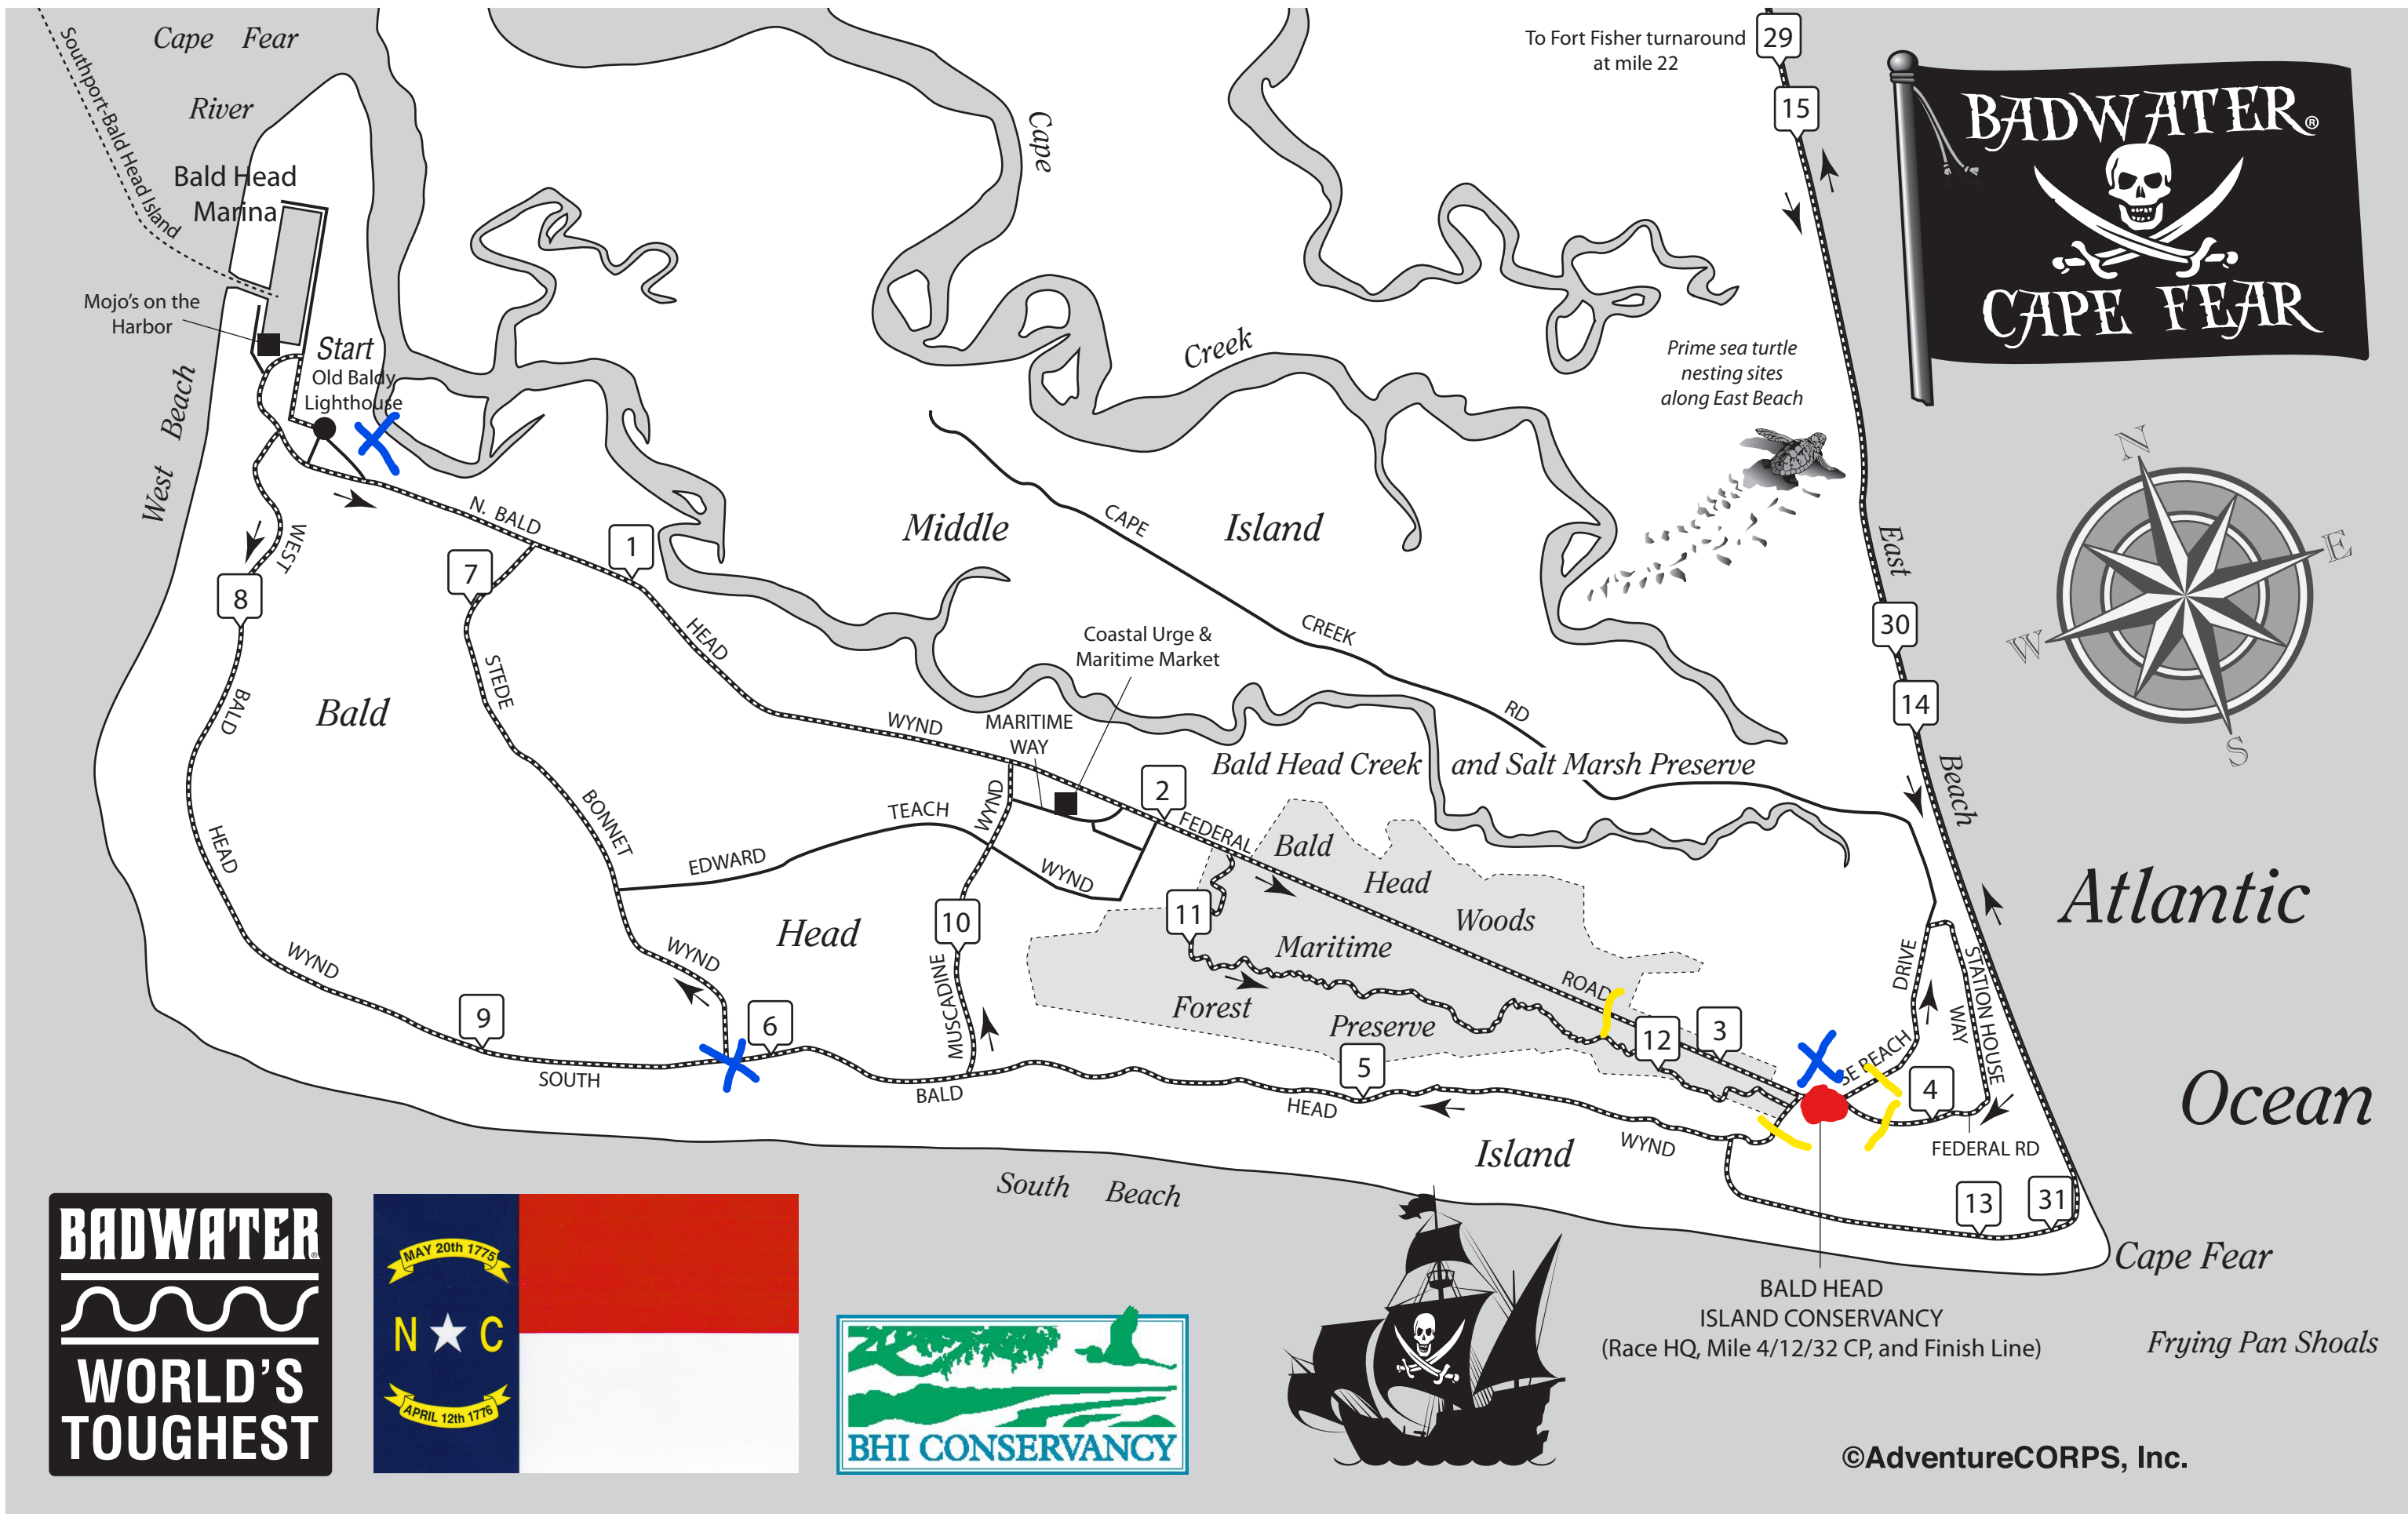 Cape Fear
River
Southport-Bald Head Island
Bald Head
Marina
Mojo's on the
Harbor
Start
Old Baldy
Lighthouse
West Beach
Cape
Creek
To Fort Fisher turnaround
at mile 22
29
15
BADWATER®
CAPE FEAR
Prime sea turtle
nesting sites
along East Beach
N
E
W
S
N. BALD
HEAD
WYND
1
7
8
WEST
BALD
HEAD
WYND
STEDE
BONNET
WYND
Middle Island
CAPE
CREEK
RD
East
Beach
30
14
Coastal Urge &
Maritime Market
MARITIME
WAY
Bald Head Creek and Salt Marsh Preserve
2
FEDERAL
ROAD
TEACH
EDWARD
WYND
WYND
MUSCADINE
10
11
Bald
Head
Woods
Maritime
Forest
Preserve
12
3
Bald
Head
Island
9
6
5
SOUTH
BALD
HEAD
WYND
SE BEACH
DRIVE
STATION HOUSE
WAY
4
FEDERAL RD
13
31
Atlantic
Ocean
South Beach
Cape Fear
Frying Pan Shoals
BALD HEAD
ISLAND CONSERVANCY
(Race HQ, Mile 4/12/32 CP, and Finish Line)
BADWATER®
WORLD'S
TOUGHEST
MAY 20th 1775
N C
APRIL 12th 1776
BHI CONSERVANCY
©AdventureCORPS, Inc.